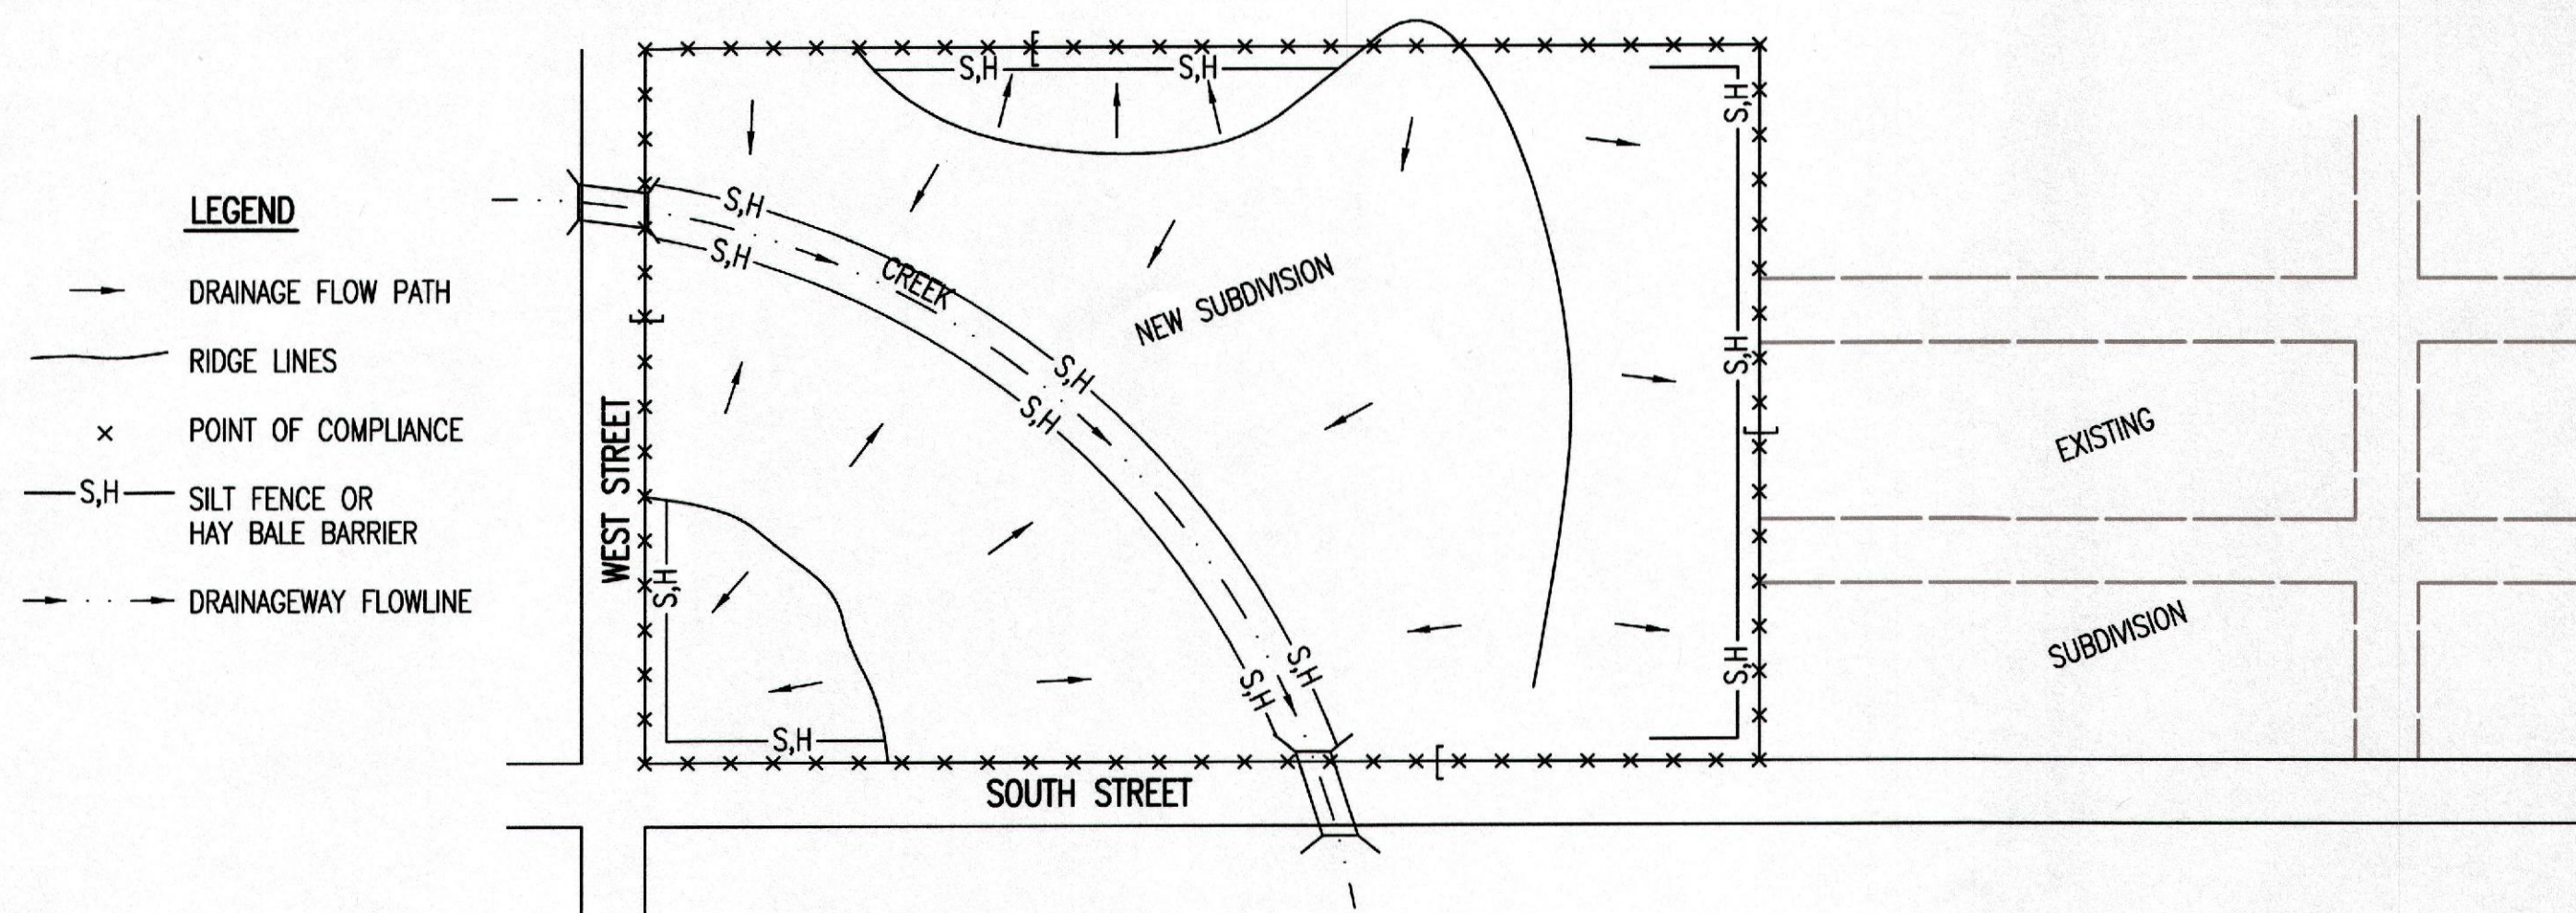 LEGEND
DRAINAGE FLOW PATH
RIDGE LINES
× POINT OF COMPLIANCE
S,H SILT FENCE OR
HAY BALE BARRIER
DRAINAGEWAY FLOWLINE
S,H
S,H
S,H
S,H
S,H
CREEK
NEW SUBDIVISION
S,H
S,H
S,H
WEST STREET
S,H
S,H
S,H
S,H
S,H
S,H
SOUTH STREET
EXISTING
SUBDIVISION